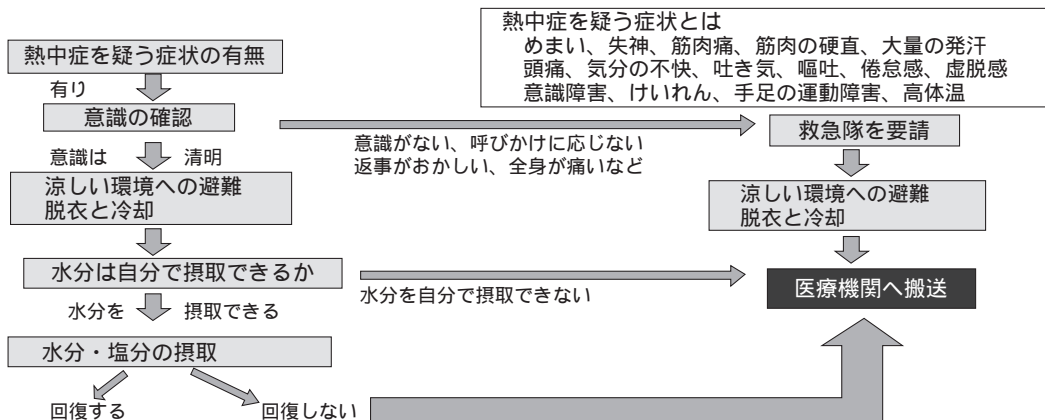 熱中症を疑う症状とは
めまい、失神、筋肉痛、筋肉の硬直、大量の発汗
頭痛、気分の不快、吐き気、嘔吐、倦怠感、虚脱感
意識障害、けいれん、手足の運動障害、高体温
熱中症を疑う症状の有無
有り
意識の確認
意識がない、呼びかけに応じない
返事がおかしい、全身が痛いなど
救急隊を要請
意識は 清明
涼しい環境への避難
脱衣と冷却
涼しい環境への避難
脱衣と冷却
水分は自分で摂取できるか
水分を自分で摂取できない
医療機関へ搬送
水分を 摂取できる
水分・塩分の摂取
回復する
回復しない